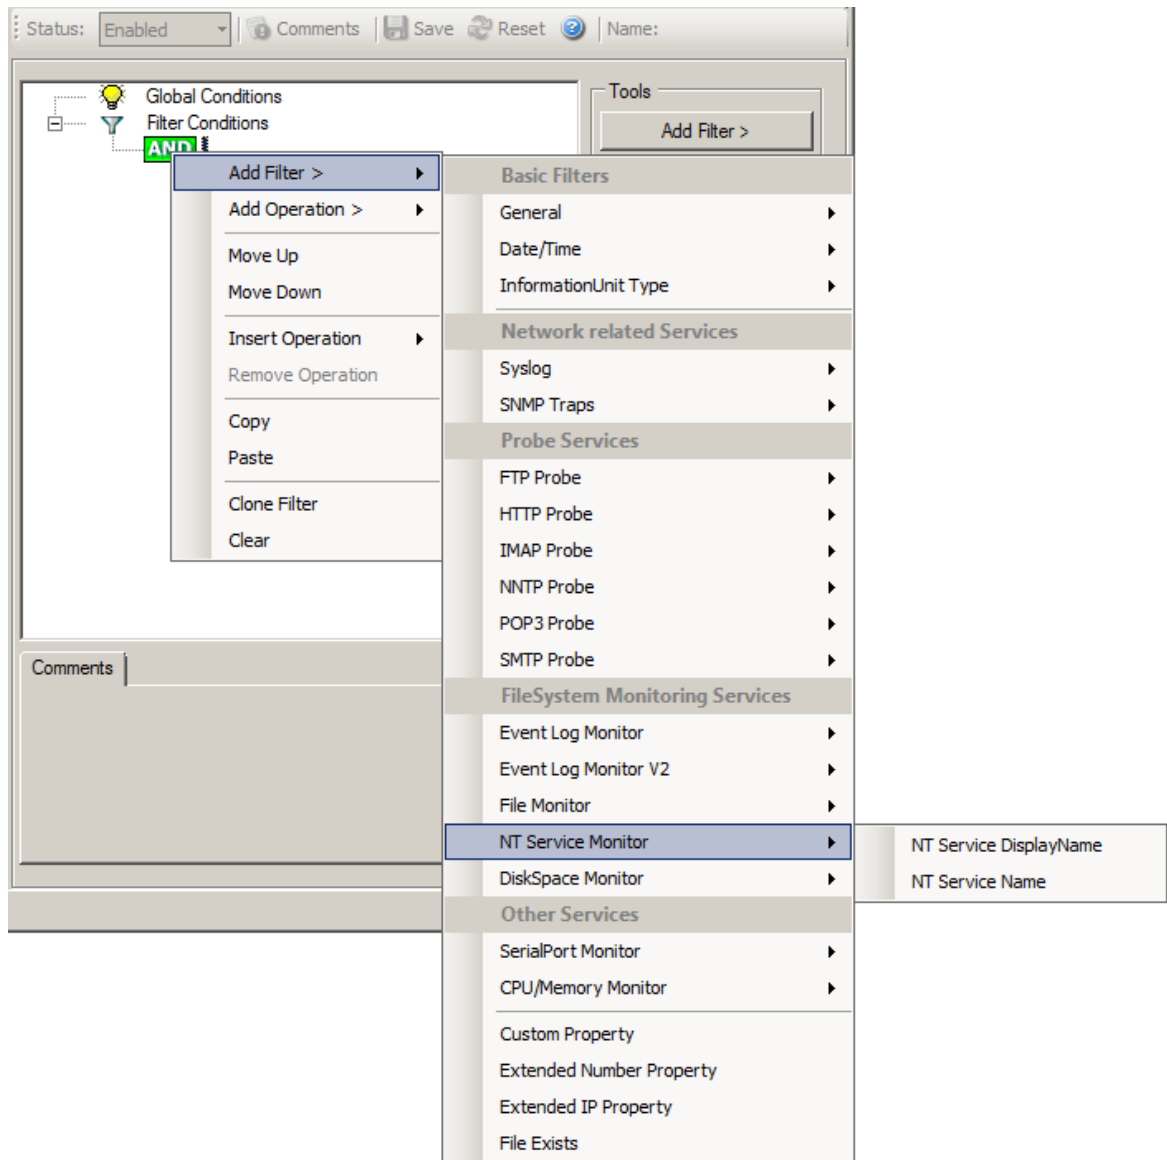 Status: Enabled Comments Save Reset Name:
Global Conditions
Filter Conditions
AND
Tools
Add Filter >
Add Filter >
Add Operation >
Move Up
Move Down
Insert Operation
Remove Operation
Copy
Paste
Clone Filter
Clear
Basic Filters
General
Date/Time
InformationUnit Type
Network related Services
Syslog
SNMP Traps
Probe Services
FTP Probe
HTTP Probe
IMAP Probe
NNTP Probe
POP3 Probe
SMTP Probe
FileSystem Monitoring Services
Event Log Monitor
Event Log Monitor V2
File Monitor
NT Service Monitor
DiskSpace Monitor
Other Services
SerialPort Monitor
CPU/Memory Monitor
Custom Property
Extended Number Property
Extended IP Property
File Exists
NT Service DisplayName
NT Service Name
Comments